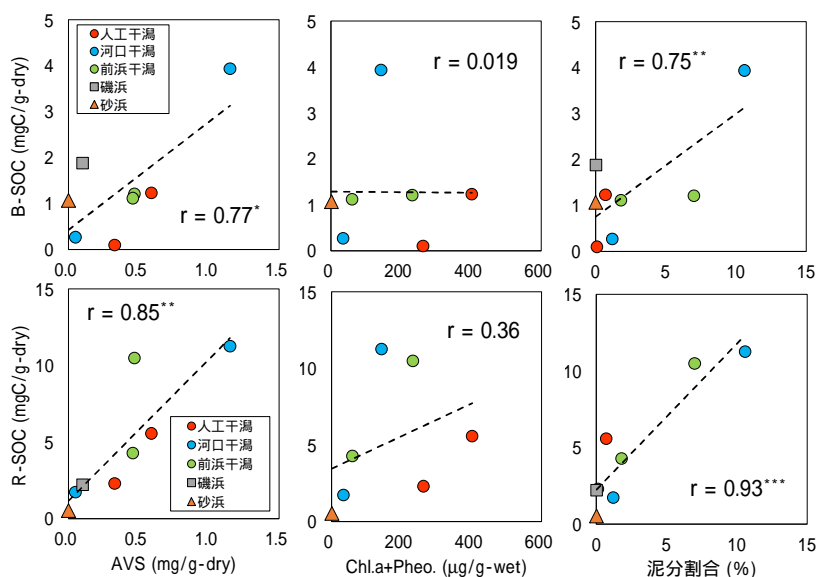 5
4
3
2
1
0
B-SOC (mgC/g-dry)
人工干潟
河口干潟
前浜干潟
磯浜
砂浜
r = 0.77*
0.0 0.5 1.0 1.5
5
4
3
2
1
0
r = 0.019
0 200 400 600
5
4
3
2
1
0
r = 0.75**
0 5 10 15
15
10
5
0
R-SOC (mgC/g-dry)
r = 0.85**
人工干潟
河口干潟
前浜干潟
磯浜
砂浜
0.0 0.5 1.0 1.5
AVS (mg/g-dry)
15
10
5
0
r = 0.36
0 200 400 600
Chl.a+Pheo. (μg/g-wet)
15
10
5
0
r = 0.93***
0 5 10 15
泥分割合 (%)